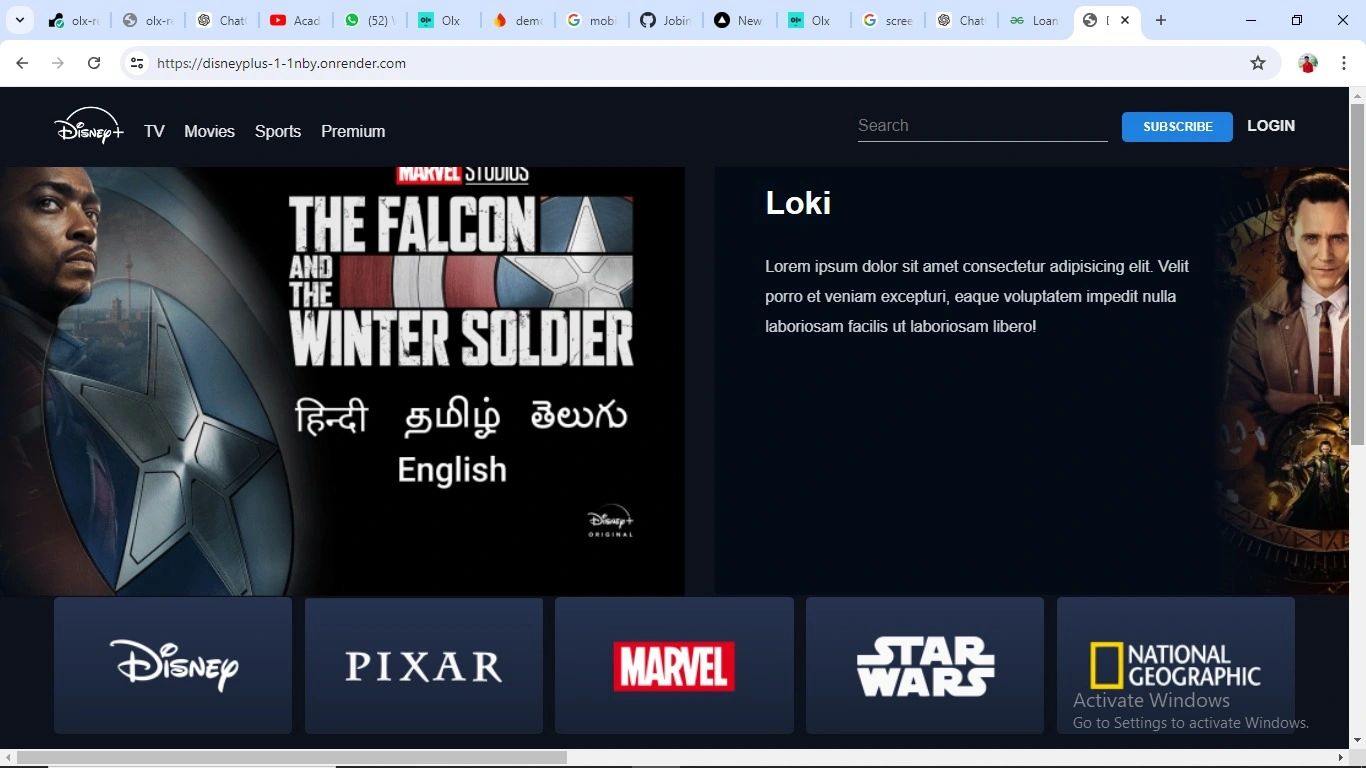 olx-re
olx-re
Chat
Acad
(52)
Olx
demo
mobi
Jobin
New
Olx
scree
Chat
Loan
https://disneyplus-1-1nby.onrender.com
Disney+ TV Movies Sports Premium
Search SUBSCRIBE LOGIN
MARVEL STUDIOS
THE FALCON
AND THE
WINTER SOLDIER
हिन्दी தமிழ் తెలుగు
English
Disney+
ORIGINAL
Loki
Lorem ipsum dolor sit amet consectetur adipisicing elit. Velit
porro et veniam excepturi, eaque voluptatem impedit nulla
laboriosam facilis ut laboriosam libero!
Disney
PIXAR
MARVEL
STAR
WARS
NATIONAL
GEOGRAPHIC
Activate Windows
Go to Settings to activate Windows.